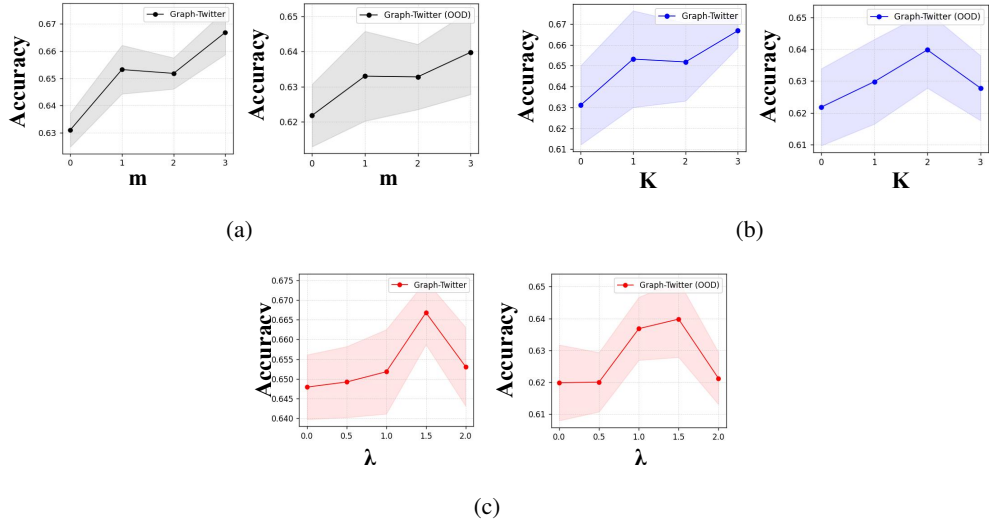 Accuracy
0.67
0.66
0.65
0.64
0.63
Graph-Twitter
0 1 2 3
m
Accuracy
0.65
0.64
0.63
0.62
Graph-Twitter (OOD)
0 1 2 3
m
(a)
Accuracy
0.67
0.66
0.65
0.64
0.63
0.62
0.61
Graph-Twitter
0 1 2 3
K
Accuracy
0.65
0.64
0.63
0.62
0.61
Graph-Twitter (OOD)
0 1 2 3
K
(b)
Accuracy
0.675
0.670
0.665
0.660
0.655
0.650
0.645
0.640
Graph-Twitter
0.0 0.5 1.0 1.5 2.0
λ
Accuracy
0.65
0.64
0.63
0.62
0.61
Graph-Twitter (OOD)
0.0 0.5 1.0 1.5 2.0
λ
(c)